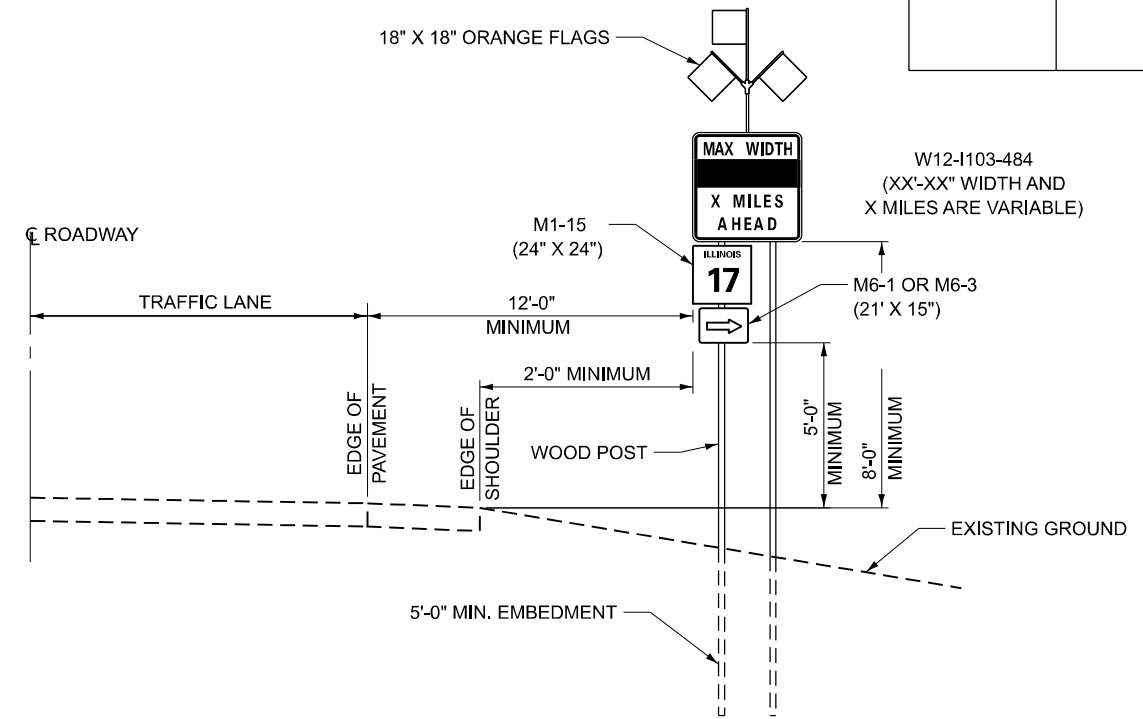 18" X 18" ORANGE FLAGS
MAX WIDTH
X MILES
AHEAD
W12-I103-484
(XX'-XX" WIDTH AND
X MILES ARE VARIABLE)
M1-15
(24" X 24")
ILLINOIS
17
M6-1 OR M6-3
(21' X 15")
℄ ROADWAY
TRAFFIC LANE
12'-0"
MINIMUM
2'-0" MINIMUM
EDGE OF
PAVEMENT
EDGE OF
SHOULDER
WOOD POST
5'-0"
MINIMUM
8'-0"
MINIMUM
EXISTING GROUND
5'-0" MIN. EMBEDMENT